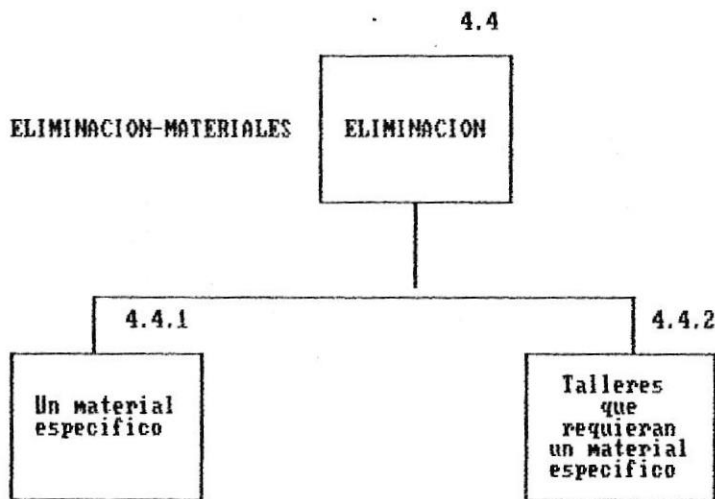 4.4
ELIMINACION-MATERIALES
ELIMINACION
4.4.1
4.4.2
Un material
especifico
Talleres
que
requieran
un material
especifico